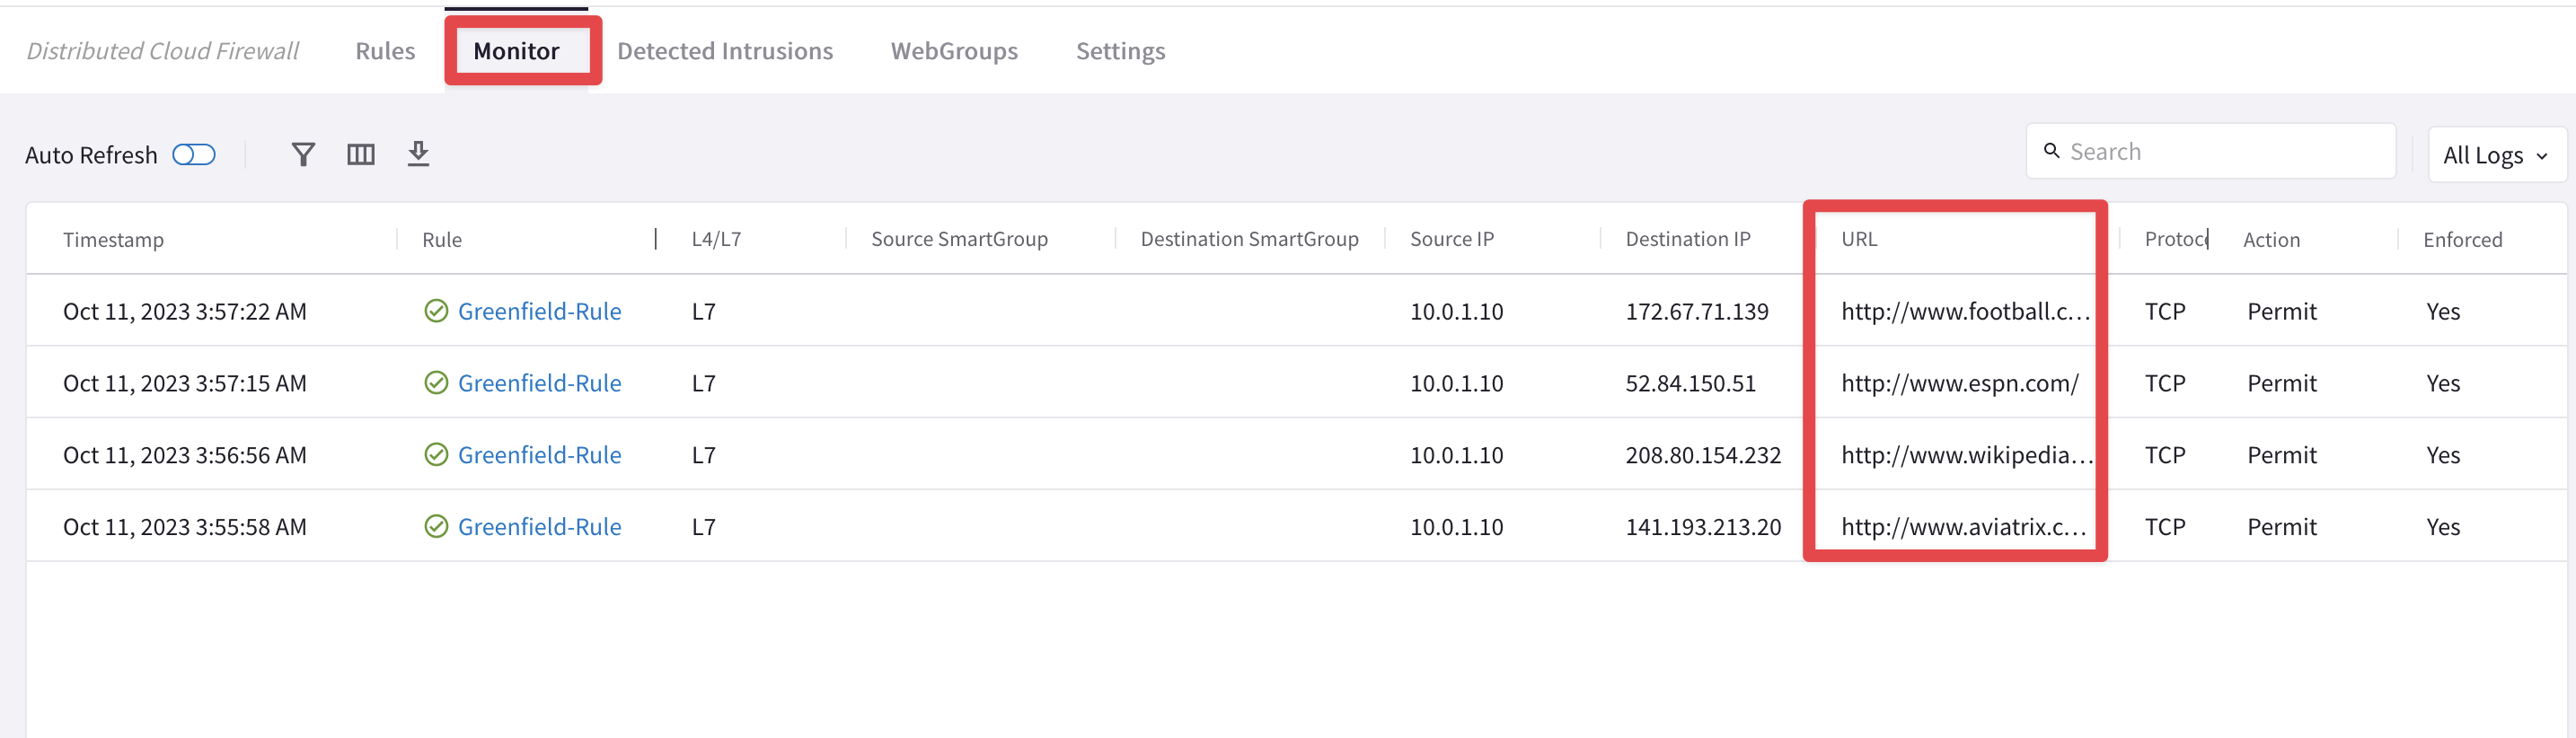 Distributed Cloud Firewall Rules Monitor Detected Intrusions WebGroups Settings
Auto Refresh Search All Logs
Timestamp Rule L4/L7 Source SmartGroup Destination SmartGroup Source IP Destination IP URL Protoc Action Enforced
Oct 11, 2023 3:57:22 AM Greenfield-Rule L7 10.0.1.10 172.67.71.139 http://www.football.c... TCP Permit Yes
Oct 11, 2023 3:57:15 AM Greenfield-Rule L7 10.0.1.10 52.84.150.51 http://www.espn.com/ TCP Permit Yes
Oct 11, 2023 3:56:56 AM Greenfield-Rule L7 10.0.1.10 208.80.154.232 http://www.wikipedia... TCP Permit Yes
Oct 11, 2023 3:55:58 AM Greenfield-Rule L7 10.0.1.10 141.193.213.20 http://www.aviatrix.c... TCP Permit Yes